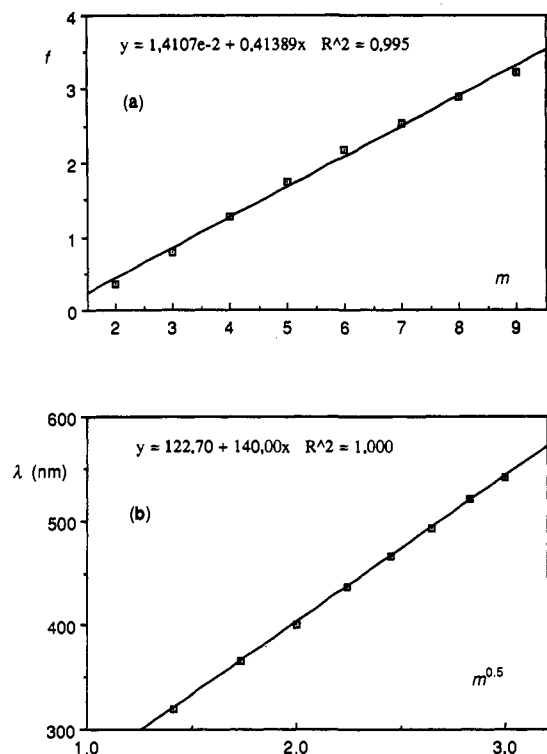 4
f
y = 1,4107e-2 + 0,41389x R^2 = 0,995
3
(a)
2
1
m
0
2 3 4 5 6 7 8 9
600
y = 122,70 + 140,00x R^2 = 1,000
λ (nm)
(b)
500
400
m^0.5
300
1.0 2.0 3.0